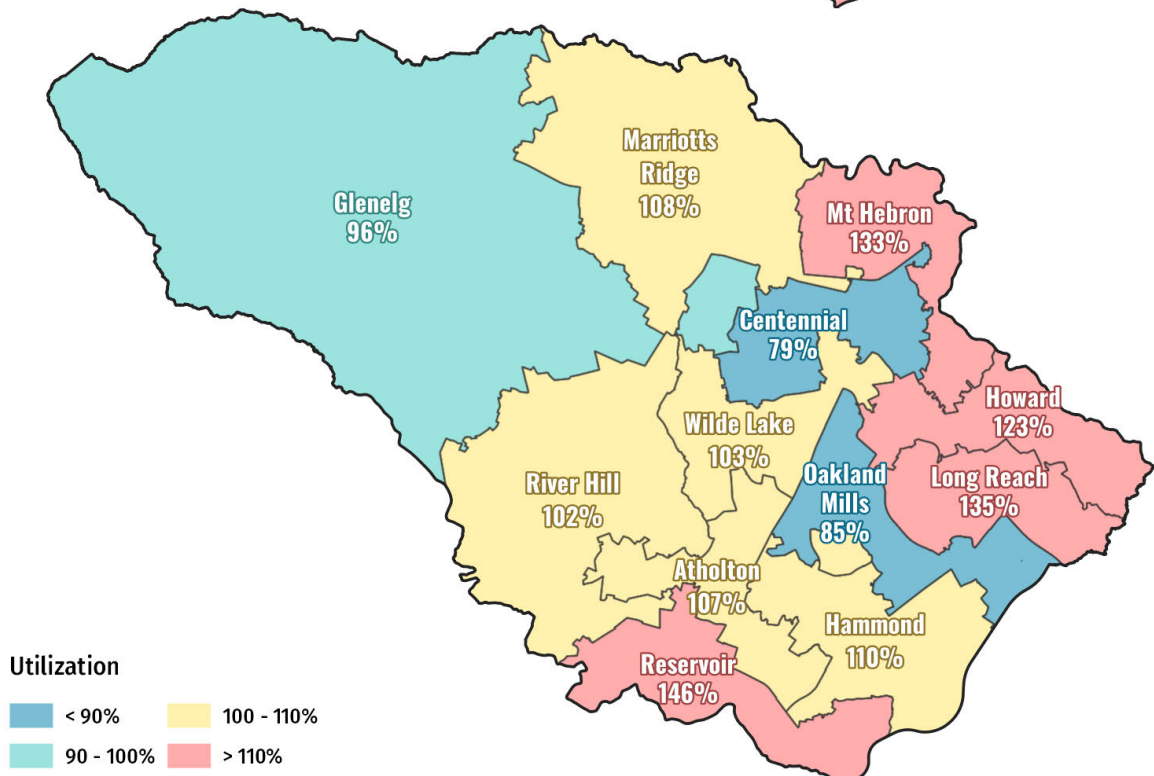 Marriotts
Ridge
108%
Glenelg
96%
Mt Hebron
133%
Centennial
79%
Howard
123%
Wilde Lake
103%
Oakland
Mills
85%
Long Reach
135%
River Hill
102%
Atholton
107%
Hammond
110%
Reservoir
146%
Utilization
< 90%
100 - 110%
90 - 100%
> 110%